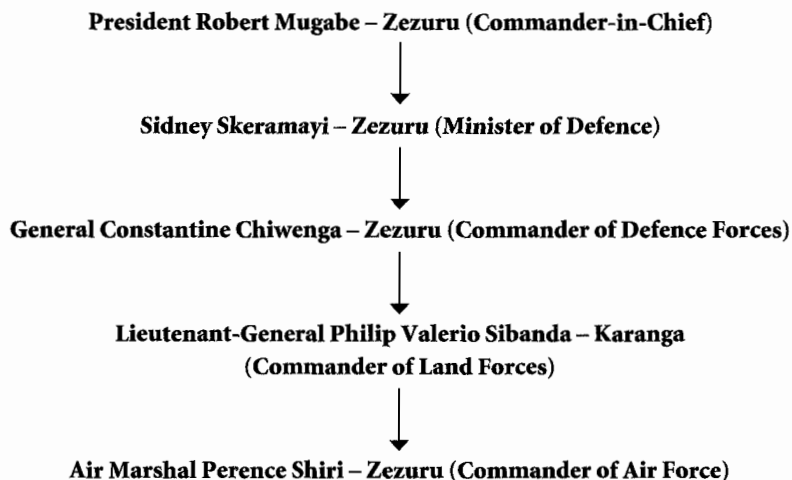 President Robert Mugabe – Zezuru (Commander-in-Chief)
Sidney Skeramayi – Zezuru (Minister of Defence)
General Constantine Chiwenga – Zezuru (Commander of Defence Forces)
Lieutenant-General Philip Valerio Sibanda – Karanga
(Commander of Land Forces)
Air Marshal Perence Shiri – Zezuru (Commander of Air Force)